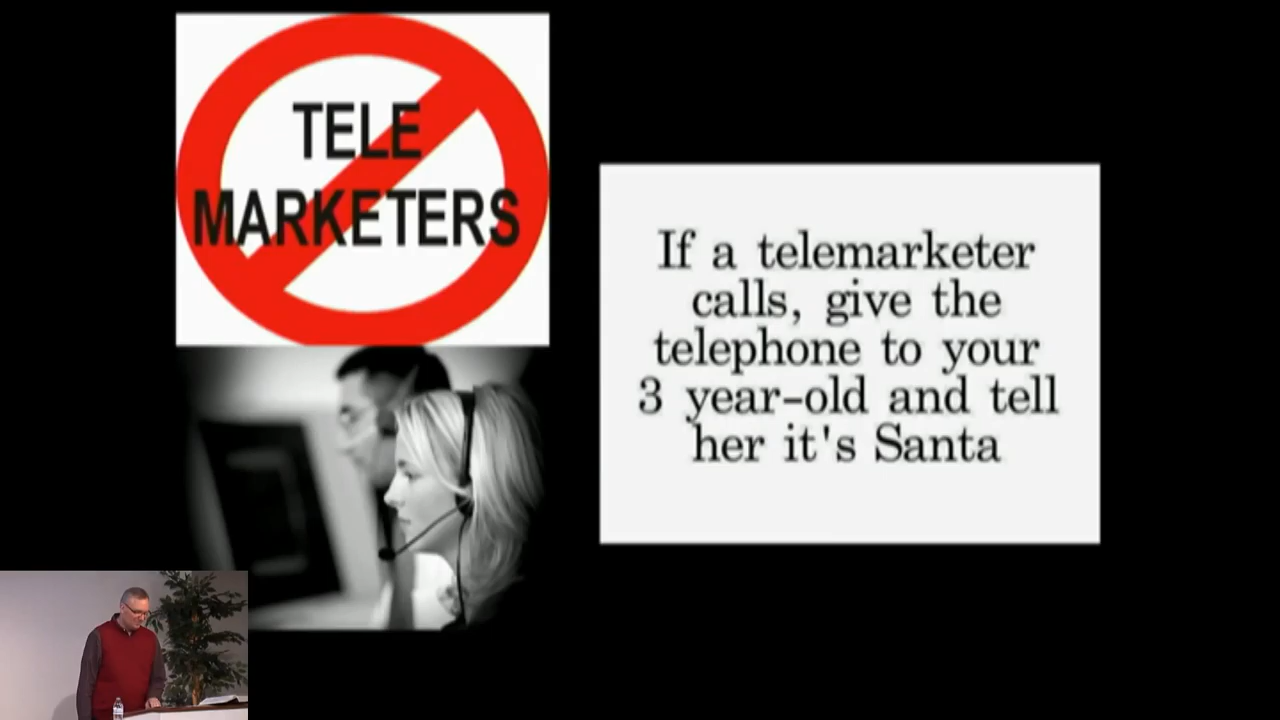 TELE
MARKETERS
If a telemarketer
calls, give the
telephone to your
3 year-old and tell
her it's Santa